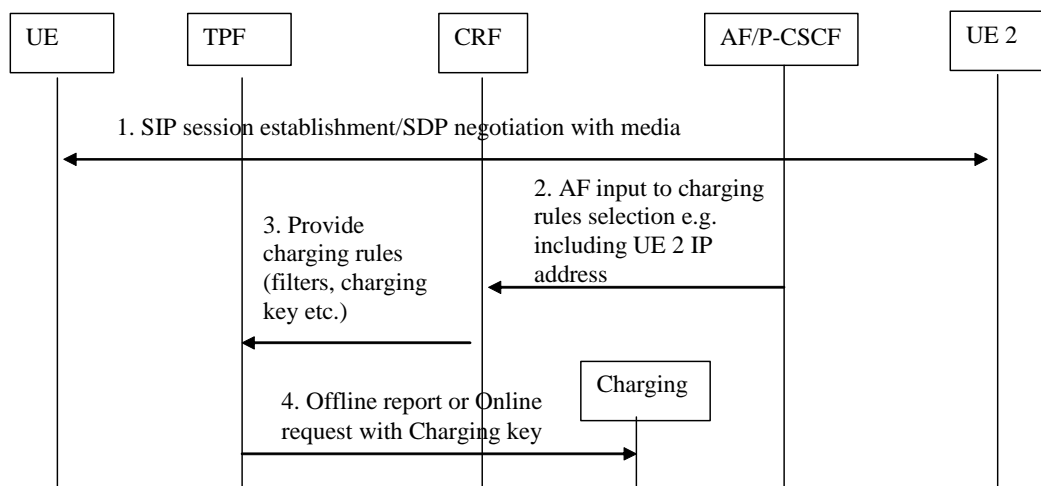 UE
TPF
CRF
AF/P-CSCF
UE 2
1. SIP session establishment/SDP negotiation with media
2. AF input to charging
rules selection e.g.
including UE 2 IP
address
3. Provide
charging rules
(filters, charging
key etc.)
Charging
4. Offline report or Online
request with Charging key